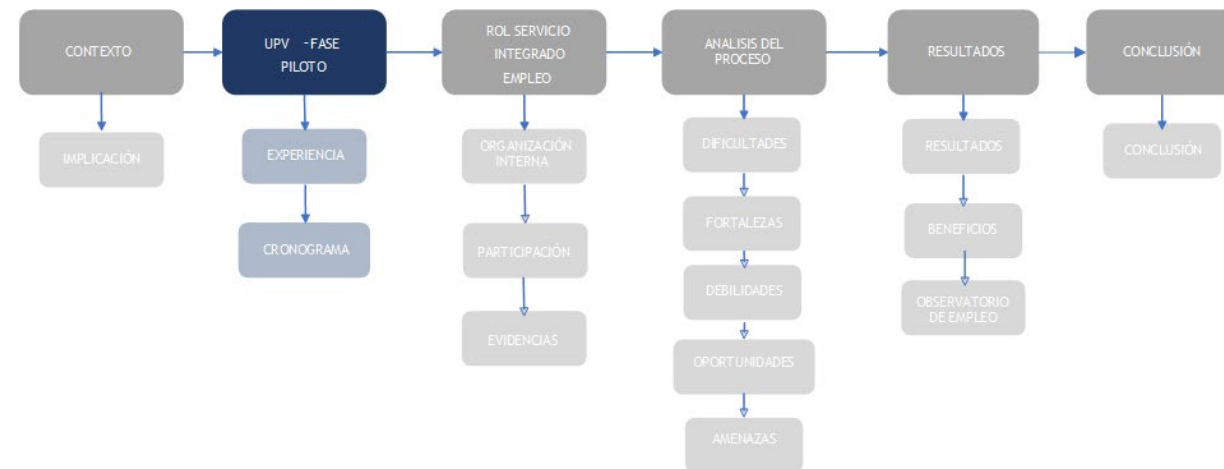 CONTEXTO
UPV -FASE
PILOTO
ROL SERVICIO
INTEGRADO
EMPLEO
ANALISIS DEL
PROCESO
RESULTADOS
CONCLUSIÓN
IMPLICACIÓN
EXPERIENCIA
CRONOGRAMA
ORGANIZACIÓN
INTERNA
PARTICIPACIÓN
EVIDENCIAS
DIFICULTADES
FORTALEZAS
DEBILIDADES
OPORTUNIDADES
AMENAZAS
RESULTADOS
BENEFICIOS
OBSERVATORIO
DE EMPLEO
CONCLUSIÓN